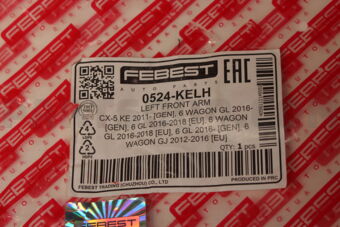 FEBEST
AUTO PARTS
EAC
0524-KELH
LEFT FRONT ARM
CX-5 KE 2011- [GEN], 6 WAGON GL 2016-
[GEN], 6 GL 2016-2018 [EU], 6 WAGON
GL 2016-2018 [EU], 6 GL 2016- [GEN], 6
WAGON GJ 2012-2016 [EU]
QTY: 1 pcs
FEBEST TRADING (CHUZHOU) CO., LTD
PRODUCED IN PRC